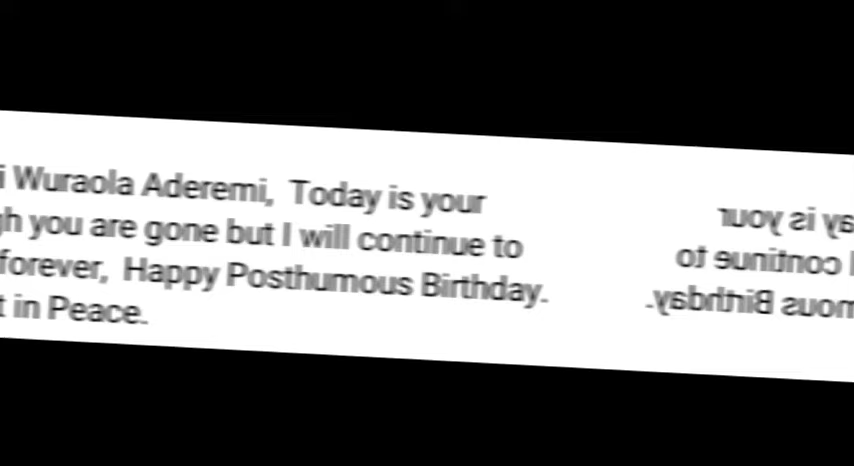 i Wuraola Aderemi, Today is your
gh you are gone but I will continue to
forever, Happy Posthumous Birthday.
t in Peace.
ay is your
continue to
mous Birthday.